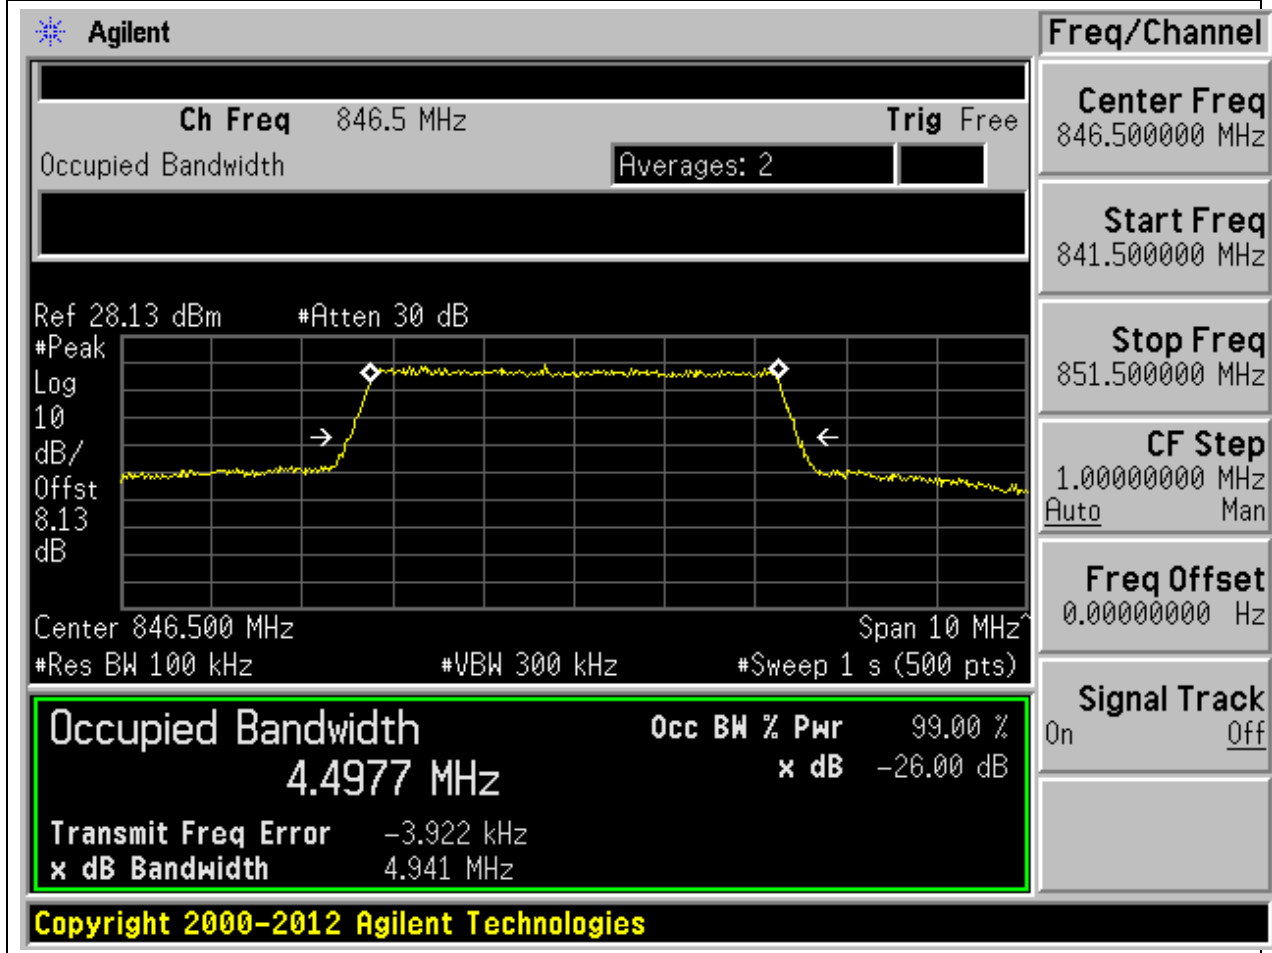 Agilent
Freq/Channel
Ch Freq 846.5 MHz Trig Free
Occupied Bandwidth Averages: 2
Center Freq
846.500000 MHz
Start Freq
841.500000 MHz
Stop Freq
851.500000 MHz
CF Step
1.00000000 MHz
Auto Man
Freq Offset
0.00000000 Hz
Signal Track
On Off
Ref 28.13 dBm #Atten 30 dB
#Peak
Log
10
dB/
Offst
8.13
dB
Center 846.500 MHz Span 10 MHz^
#Res BW 100 kHz #VBW 300 kHz #Sweep 1 s (500 pts)
Occupied Bandwidth Occ BW % Pwr 99.00 %
4.4977 MHz x dB -26.00 dB
Transmit Freq Error -3.922 kHz
x dB Bandwidth 4.941 MHz
Copyright 2000-2012 Agilent Technologies